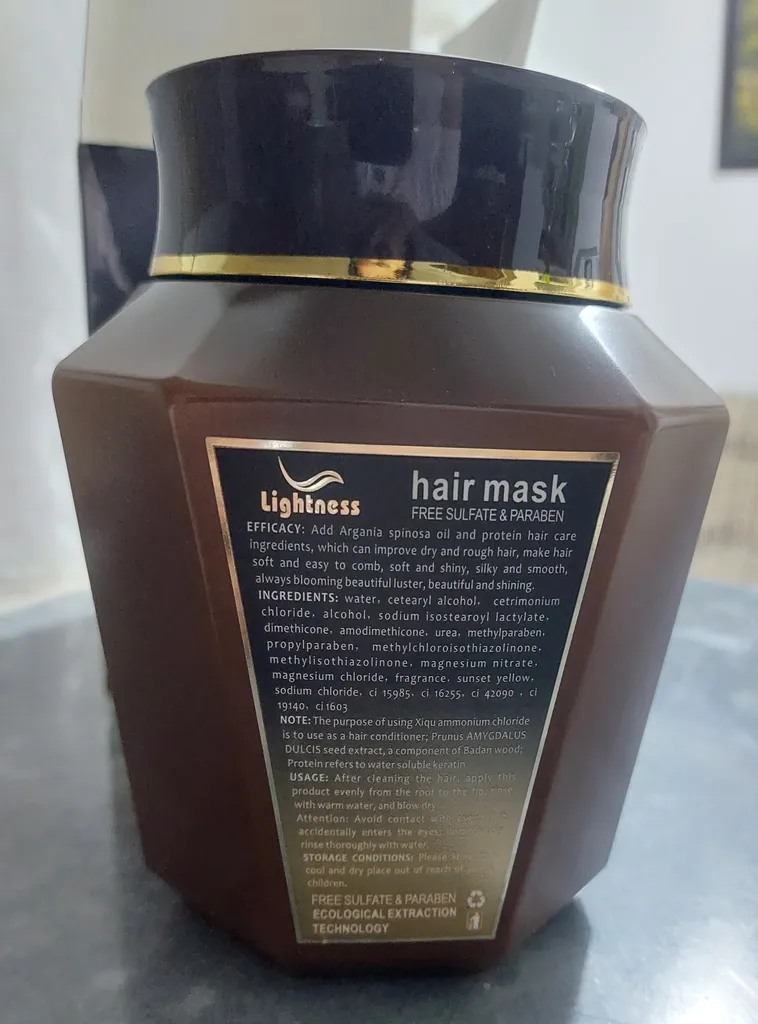 Lightness
hair mask
FREE SULFATE & PARABEN
EFFICACY: Add Argania spinosa oil and protein hair care
ingredients, which can improve dry and rough hair, make hair
soft and easy to comb, soft and shiny, silky and smooth,
always blooming beautiful luster, beautiful and shining.
INGREDIENTS: water, cetearyl alcohol, cetrimonium
chloride, alcohol, sodium isostearoyl lactylate,
dimethicone, amodimethicone, urea, methylparaben,
propylparaben, methylchloroisothiazolinone,
methylisothiazolinone, magnesium nitrate,
magnesium chloride, fragrance, sunset yellow,
sodium chloride, ci 15985, ci 16255, ci 42090 , ci
19140, ci 1603
NOTE: The purpose of using Xiqu ammonium chloride
is to use as a hair conditioner; Prunus AMYGDALUS
DULCIS seed extract, a component of Badan wood;
Protein refers to water soluble keratin
USAGE: After cleaning the hair, apply this
product evenly from the root to the tip, rinse
with warm water, and blow dry
Attention: Avoid contact with
accidentally enters the eyes,
rinse thoroughly with water.
STORAGE CONDITIONS: Please
cool and dry place out of reach of
children.
FREE SULFATE & PARABEN
ECOLOGICAL EXTRACTION
TECHNOLOGY